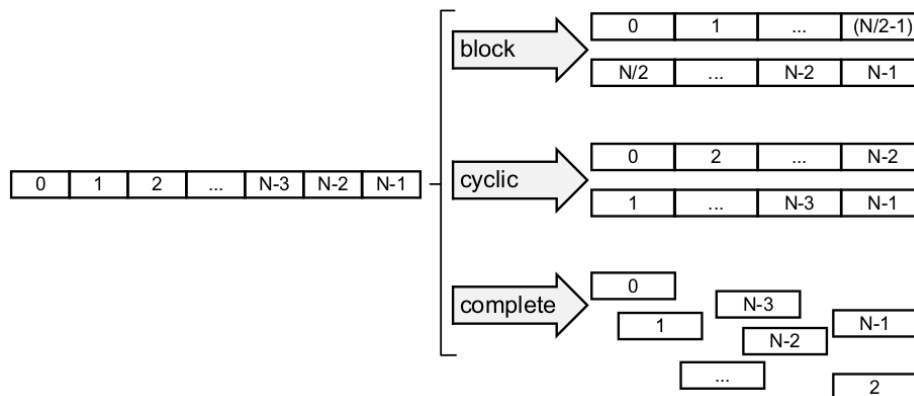 block
0 1 ... (N/2-1)
N/2 ... N-2 N-1
0 1 2 ... N-3 N-2 N-1
cyclic
0 2 ... N-2
1 ... N-3 N-1
complete
0
N-3
1
N-1
N-2
...
2